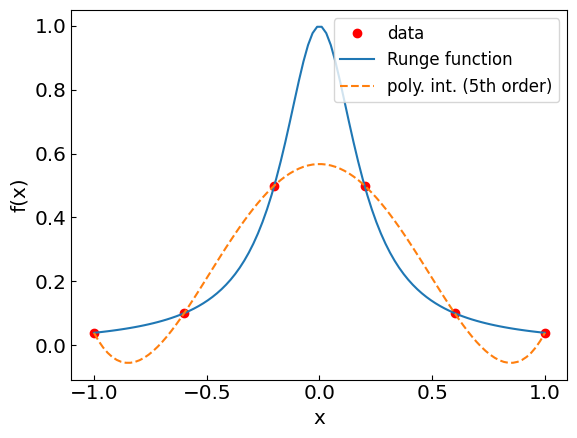 data
Runge function
poly. int. (5th order)
f(x)
1.0
0.8
0.6
0.4
0.2
0.0
−1.0 −0.5 0.0 0.5 1.0
x